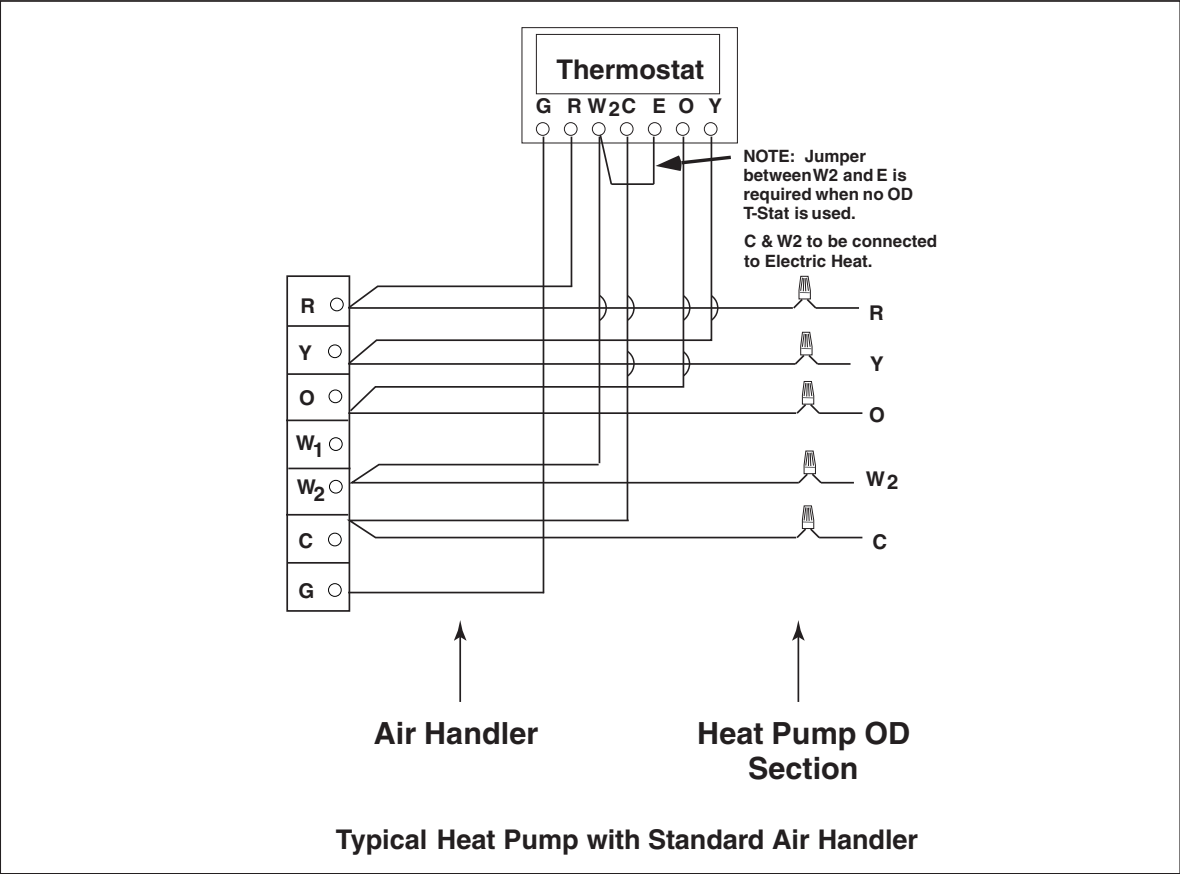 Thermostat
G R W2 C E O Y
NOTE: Jumper
between W2 and E is
required when no OD
T-Stat is used.
C & W2 to be connected
to Electric Heat.
R
R
Y
Y
O
O
W1
W2
W2
C
C
G
Air Handler
Heat Pump OD
Section
Typical Heat Pump with Standard Air Handler